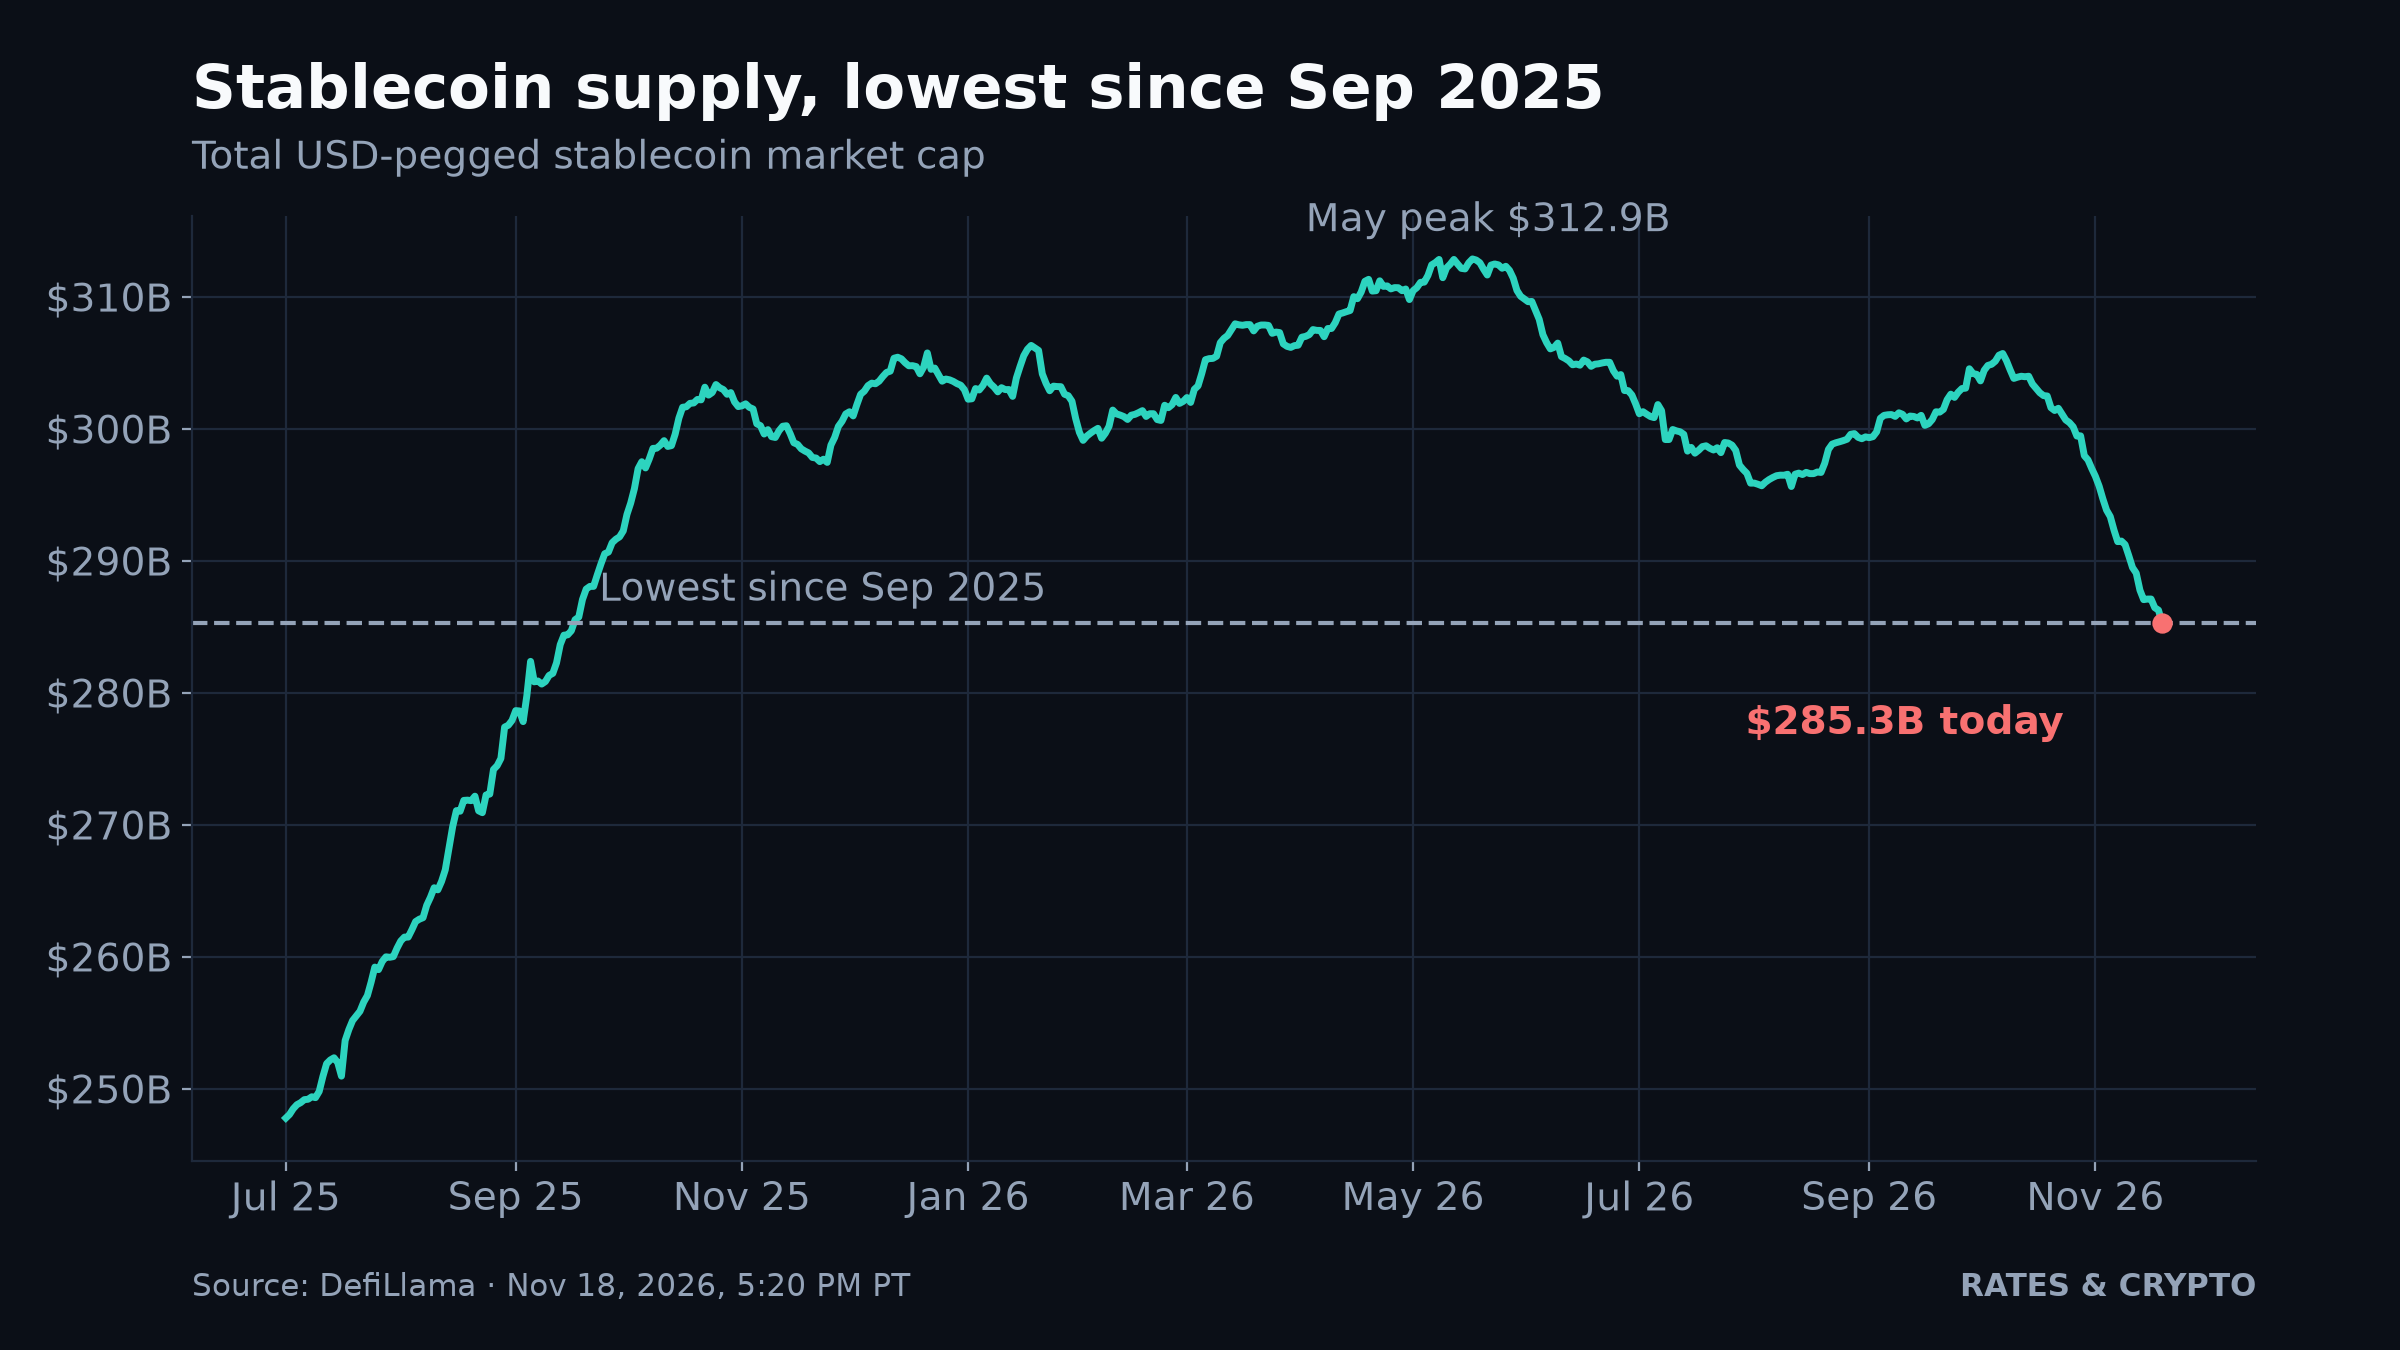 Stablecoin supply, lowest since Sep 2025
Total USD-pegged stablecoin market cap
May peak $312.9B
$310B
$300B
$290B
Lowest since Sep 2025
$280B
$285.3B today
$270B
$260B
$250B
Jul 25 Sep 25 Nov 25 Jan 26 Mar 26 May 26 Jul 26 Sep 26 Nov 26
Source: DefiLlama · Nov 18, 2026, 5:20 PM PT
RATES & CRYPTO